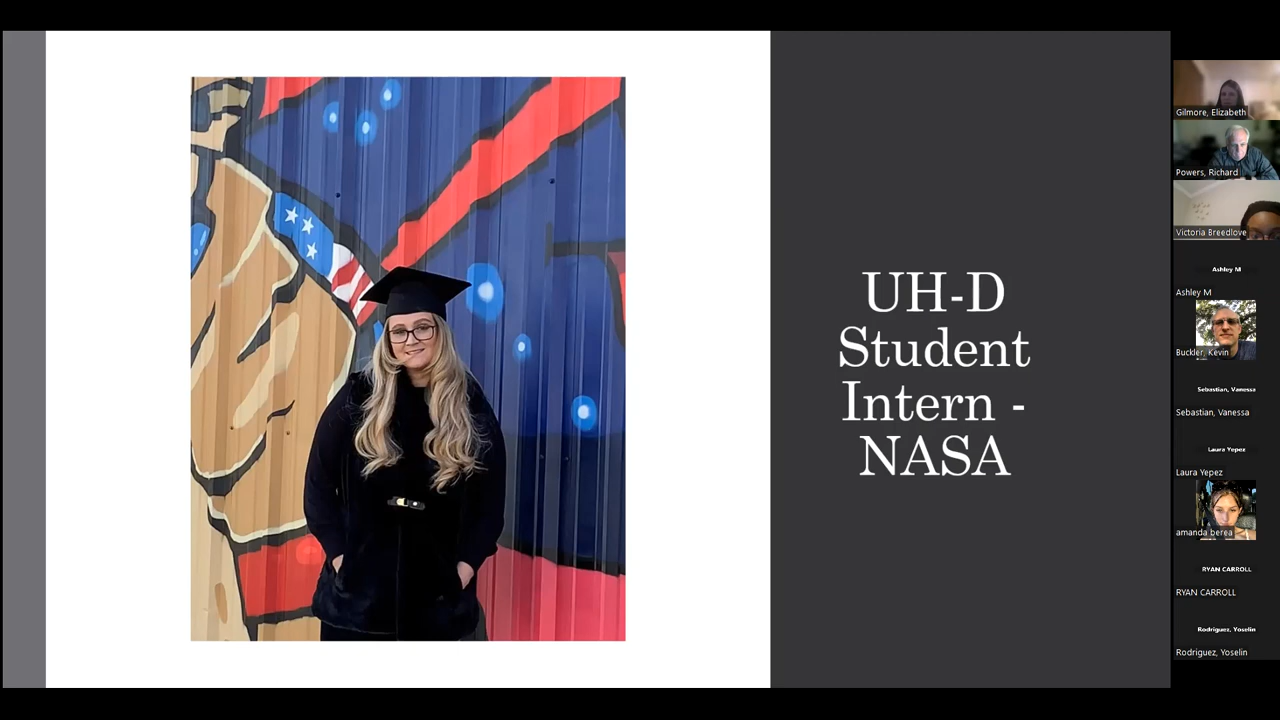 UH-D
Student
Intern -
NASA
Gilmore, Elizabeth
Powers, Richard
Victoria Breedlove
Ashley M
Ashley M
Buckler, Kevin
Sebastian, Vanessa
Sebastian, Vanessa
Laura Yepez
Laura Yepez
amanda berea
RYAN CARROLL
RYAN CARROLL
Rodriguez, Yoselin
Rodriguez, Yoselin